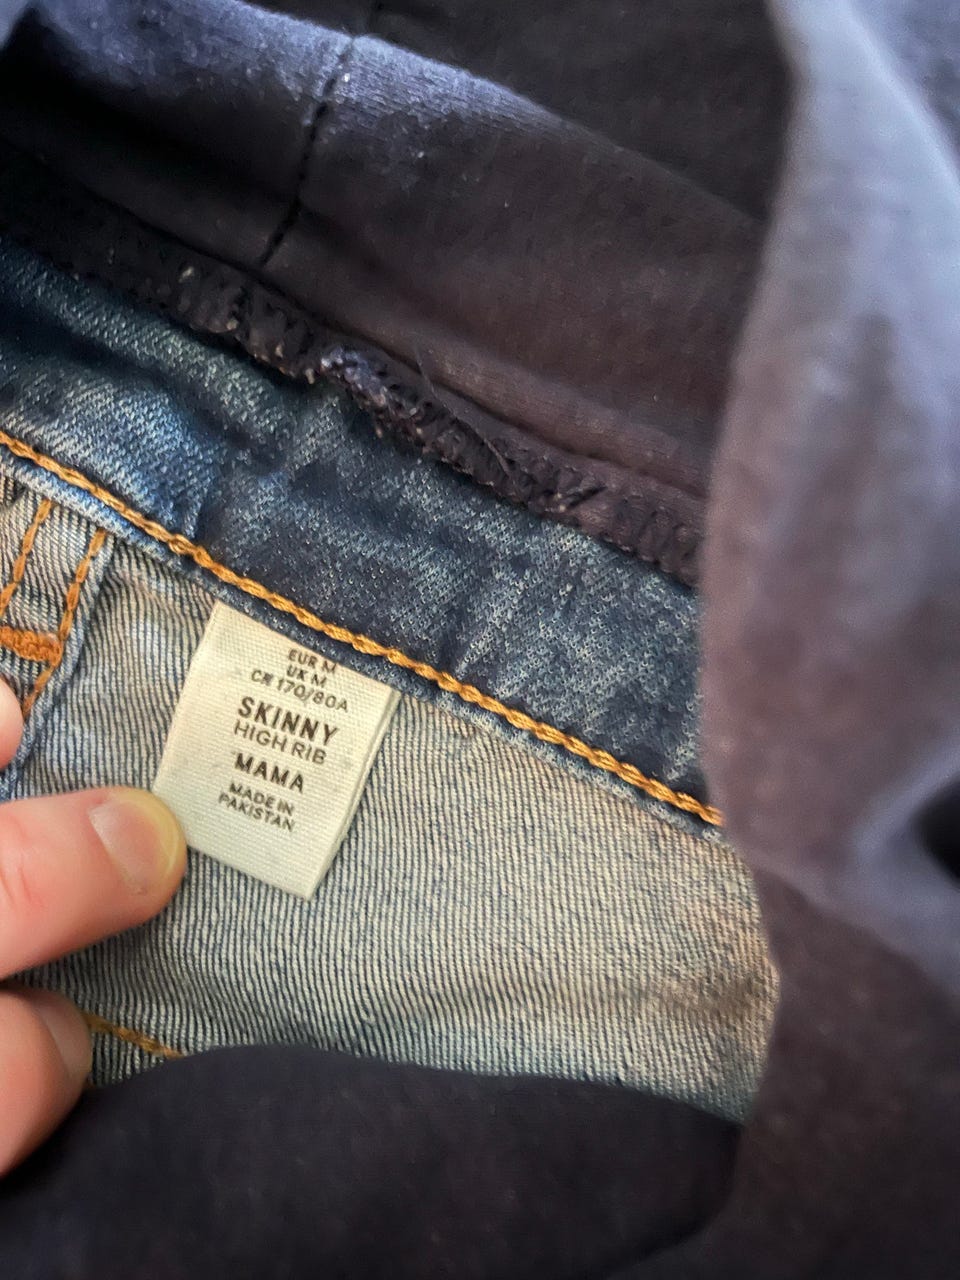 EUR M
UK M
CN 170/80A
SKINNY
HIGH RIB
MAMA
MADE IN
PAKISTAN